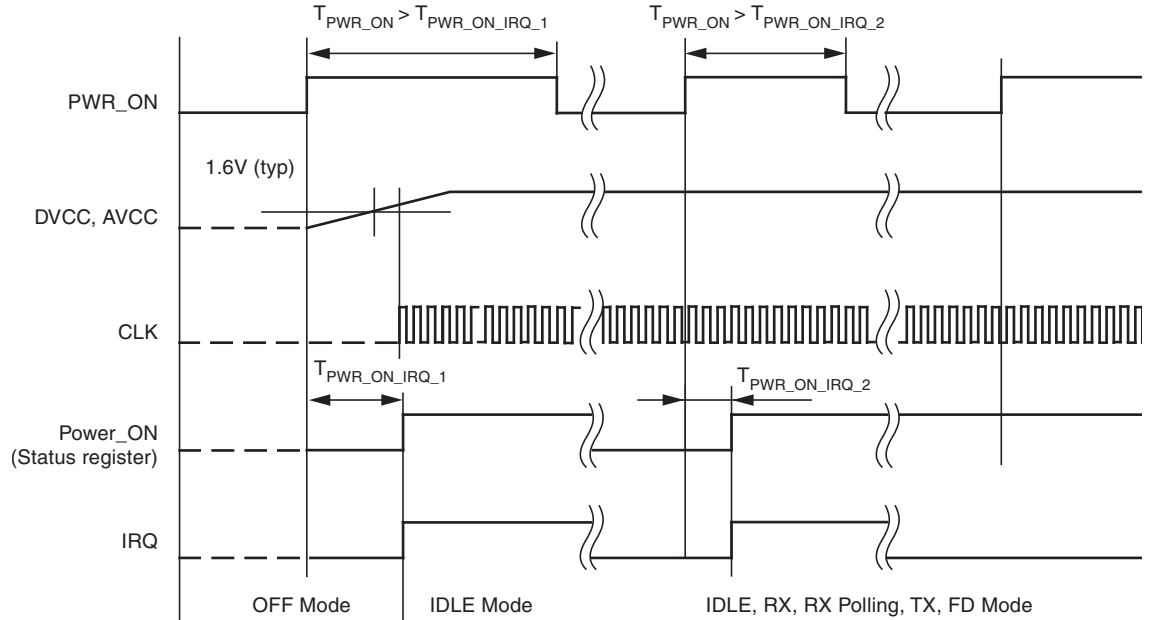 T_PWR_ON > T_PWR_ON_IRQ_1
T_PWR_ON > T_PWR_ON_IRQ_2
PWR_ON
1.6V (typ)
DVCC, AVCC
CLK
T_PWR_ON_IRQ_1
T_PWR_ON_IRQ_2
Power_ON
(Status register)
IRQ
OFF Mode
IDLE Mode
IDLE, RX, RX Polling, TX, FD Mode